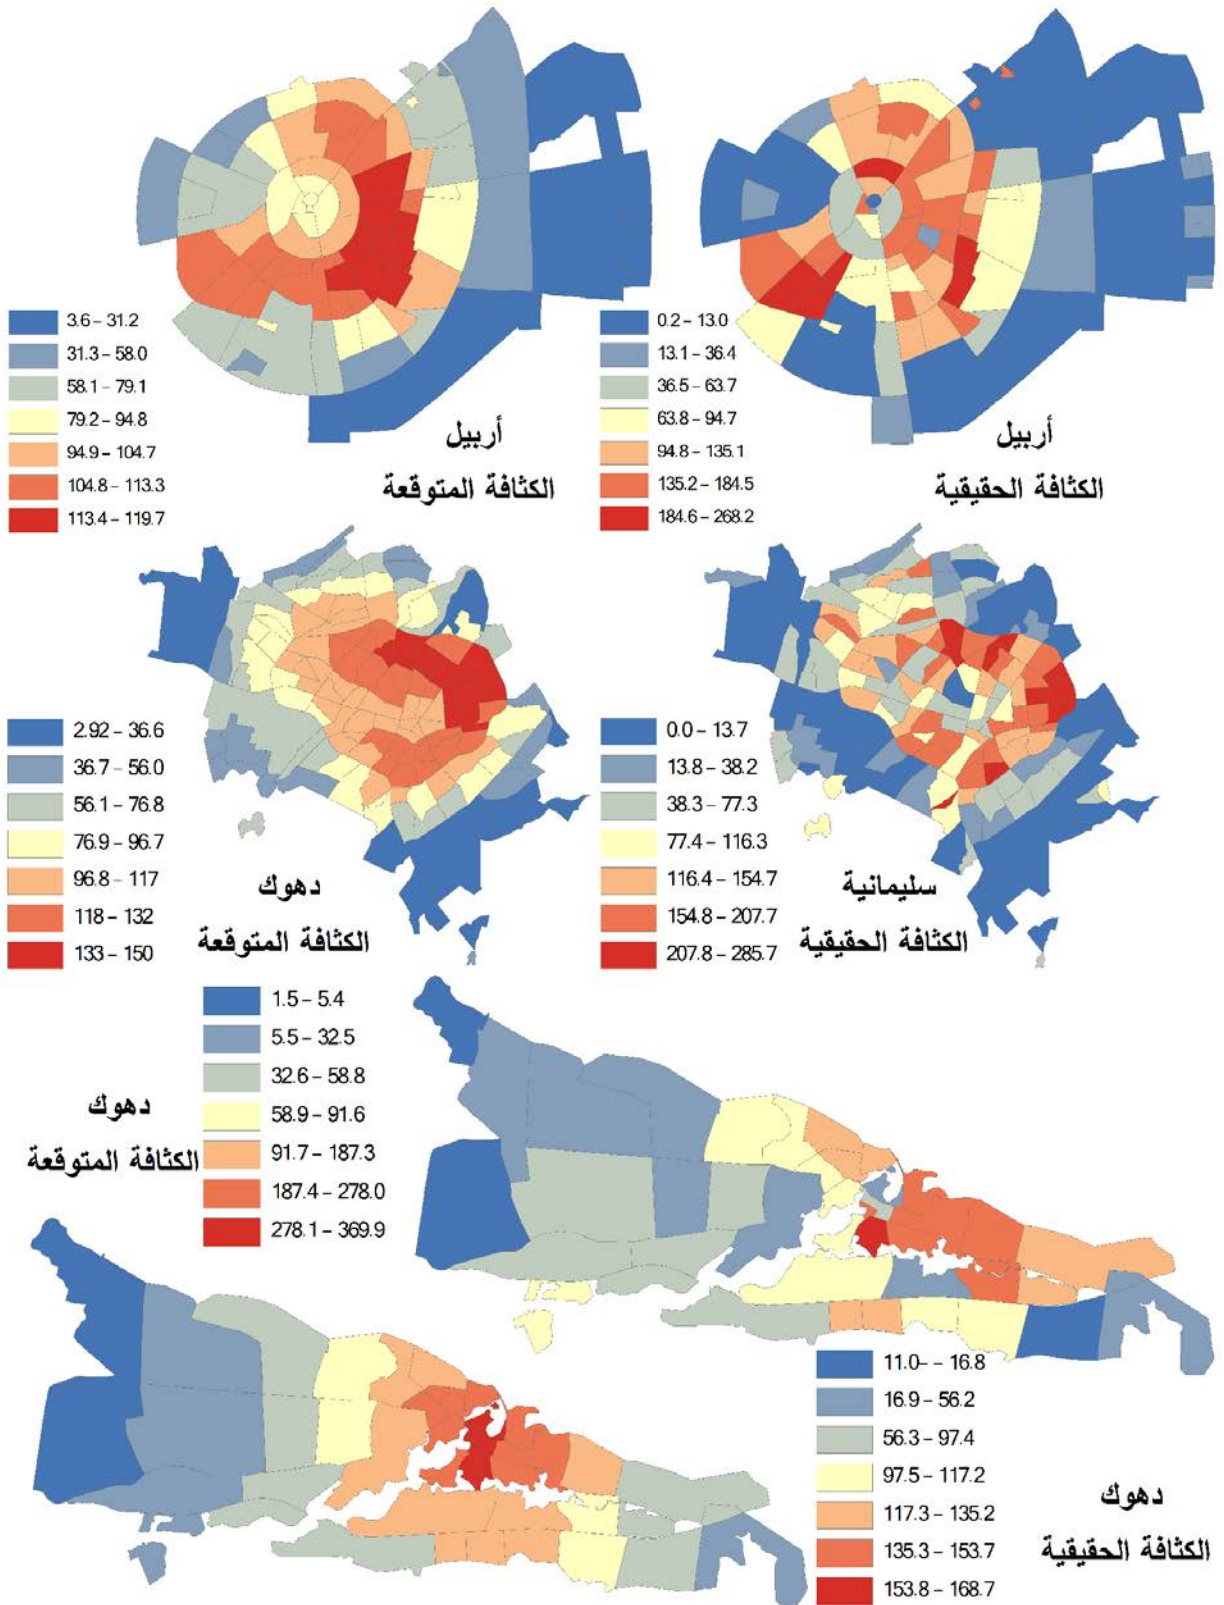 3.6 – 31.2
31.3 – 58.0
58.1 – 79.1
79.2 – 94.8
94.9 – 104.7
104.8 – 113.3
113.4 – 119.7
أربيل
الكثافة المتوقعة
0.2 – 13.0
13.1 – 36.4
36.5 – 63.7
63.8 – 94.7
94.8 – 135.1
135.2 – 184.5
184.6 – 268.2
أربيل
الكثافة الحقيقية
2.92 – 36.6
36.7 – 56.0
56.1 – 76.8
76.9 – 96.7
96.8 – 117
118 – 132
133 – 150
دهوك
الكثافة المتوقعة
0.0 – 13.7
13.8 – 38.2
38.3 – 77.3
77.4 – 116.3
116.4 – 154.7
154.8 – 207.7
207.8 – 285.7
سليمانية
الكثافة الحقيقية
1.5 – 5.4
5.5 – 32.5
32.6 – 58.8
58.9 – 91.6
91.7 – 187.3
187.4 – 278.0
278.1 – 369.9
دهوك
الكثافة المتوقعة
11.0- – 16.8
16.9 – 56.2
56.3 – 97.4
97.5 – 117.2
117.3 – 135.2
135.3 – 153.7
153.8 – 168.7
دهوك
الكثافة الحقيقية